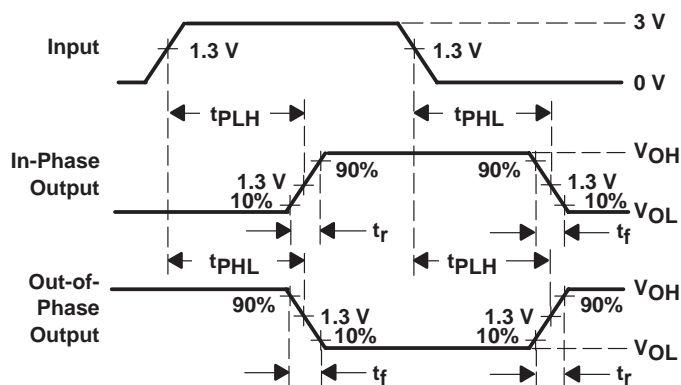 3 V
Input
1.3 V
1.3 V
0 V
tPLH
tPHL
In-Phase
Output
VOH
90%
90%
1.3 V
1.3 V
10%
10%
VOL
tr
tf
tPHL
tPLH
Out-of-
Phase
Output
VOH
90%
90%
1.3 V
1.3 V
10%
10%
VOL
tf
tr